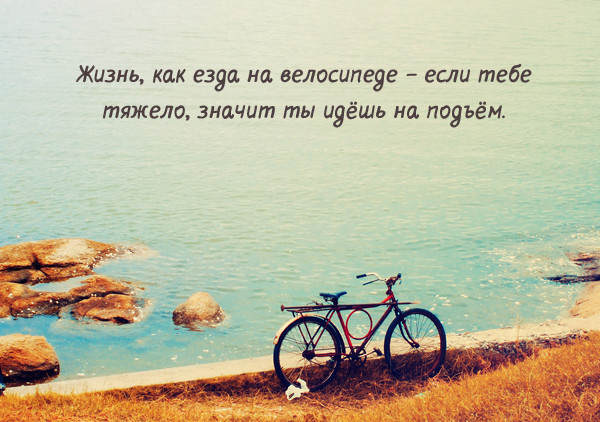 Жизнь, как езда на велосипеде – если тебе
тяжело, значит ты идёшь на подъём.